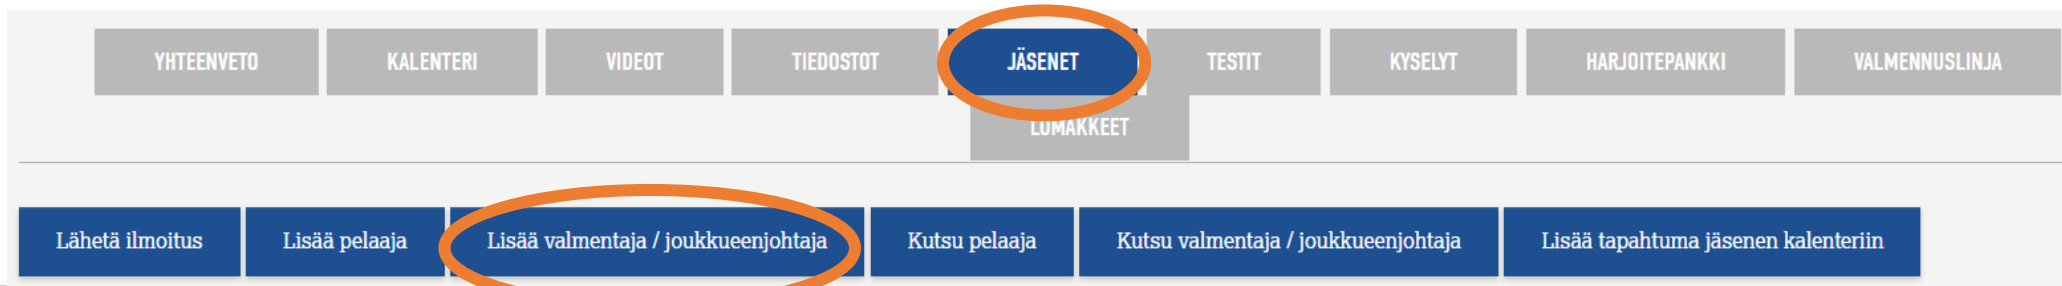 YHTEENVETO KALENTERI VIDEOT TIEDOSTOT JÄSENET TESTIT KYSELYT HARJOITEPANKKI VALMENNUSLINJA
LOMAKKEET
Lähetä ilmoitus Lisää pelaaja Lisää valmentaja / joukkueenjohtaja Kutsu pelaaja Kutsu valmentaja / joukkueenjohtaja Lisää tapahtuma jäsenen kalenteriin